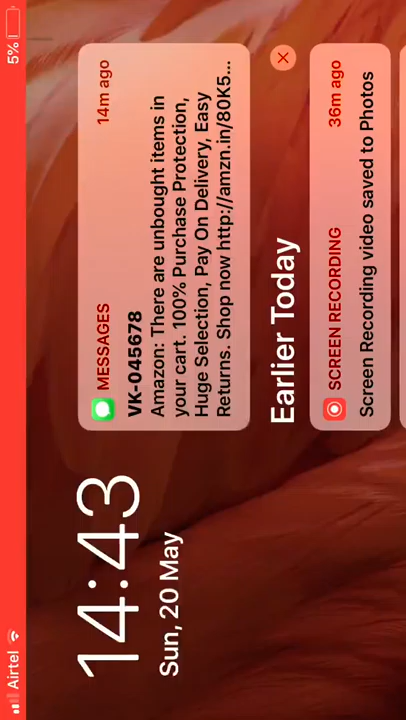 Airtel
5%
14:43
Sun, 20 May
MESSAGES
14m ago
VK-045678
Amazon: There are unbought items in
your cart. 100% Purchase Protection,
Huge Selection, Pay On Delivery, Easy
Returns. Shop now http://amzn.in/80K5...
Earlier Today
SCREEN RECORDING
36m ago
Screen Recording video saved to Photos